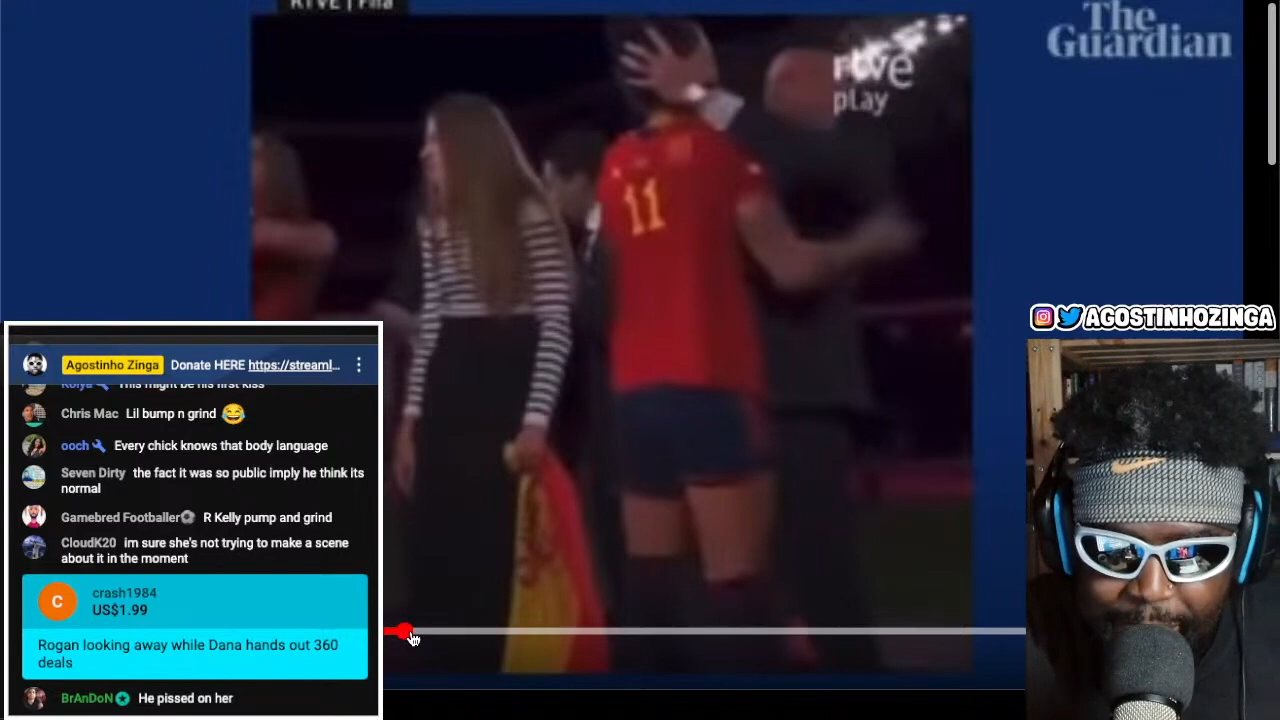 RTVE | Fifa
The
Guardian
rtve
play
11
@AGOSTINHOZINGA
Agostinho Zinga Donate HERE https://streaml...
Kolya This might be his first kiss
Chris Mac Lil bump n grind 😂
ooch Every chick knows that body language
Seven Dirty the fact it was so public imply he think its
normal
Gamebred Footballer R Kelly pump and grind
CloudK20 im sure she's not trying to make a scene
about it in the moment
C
crash1984
US$1.99
Rogan looking away while Dana hands out 360
deals
BrAnDoN He pissed on her